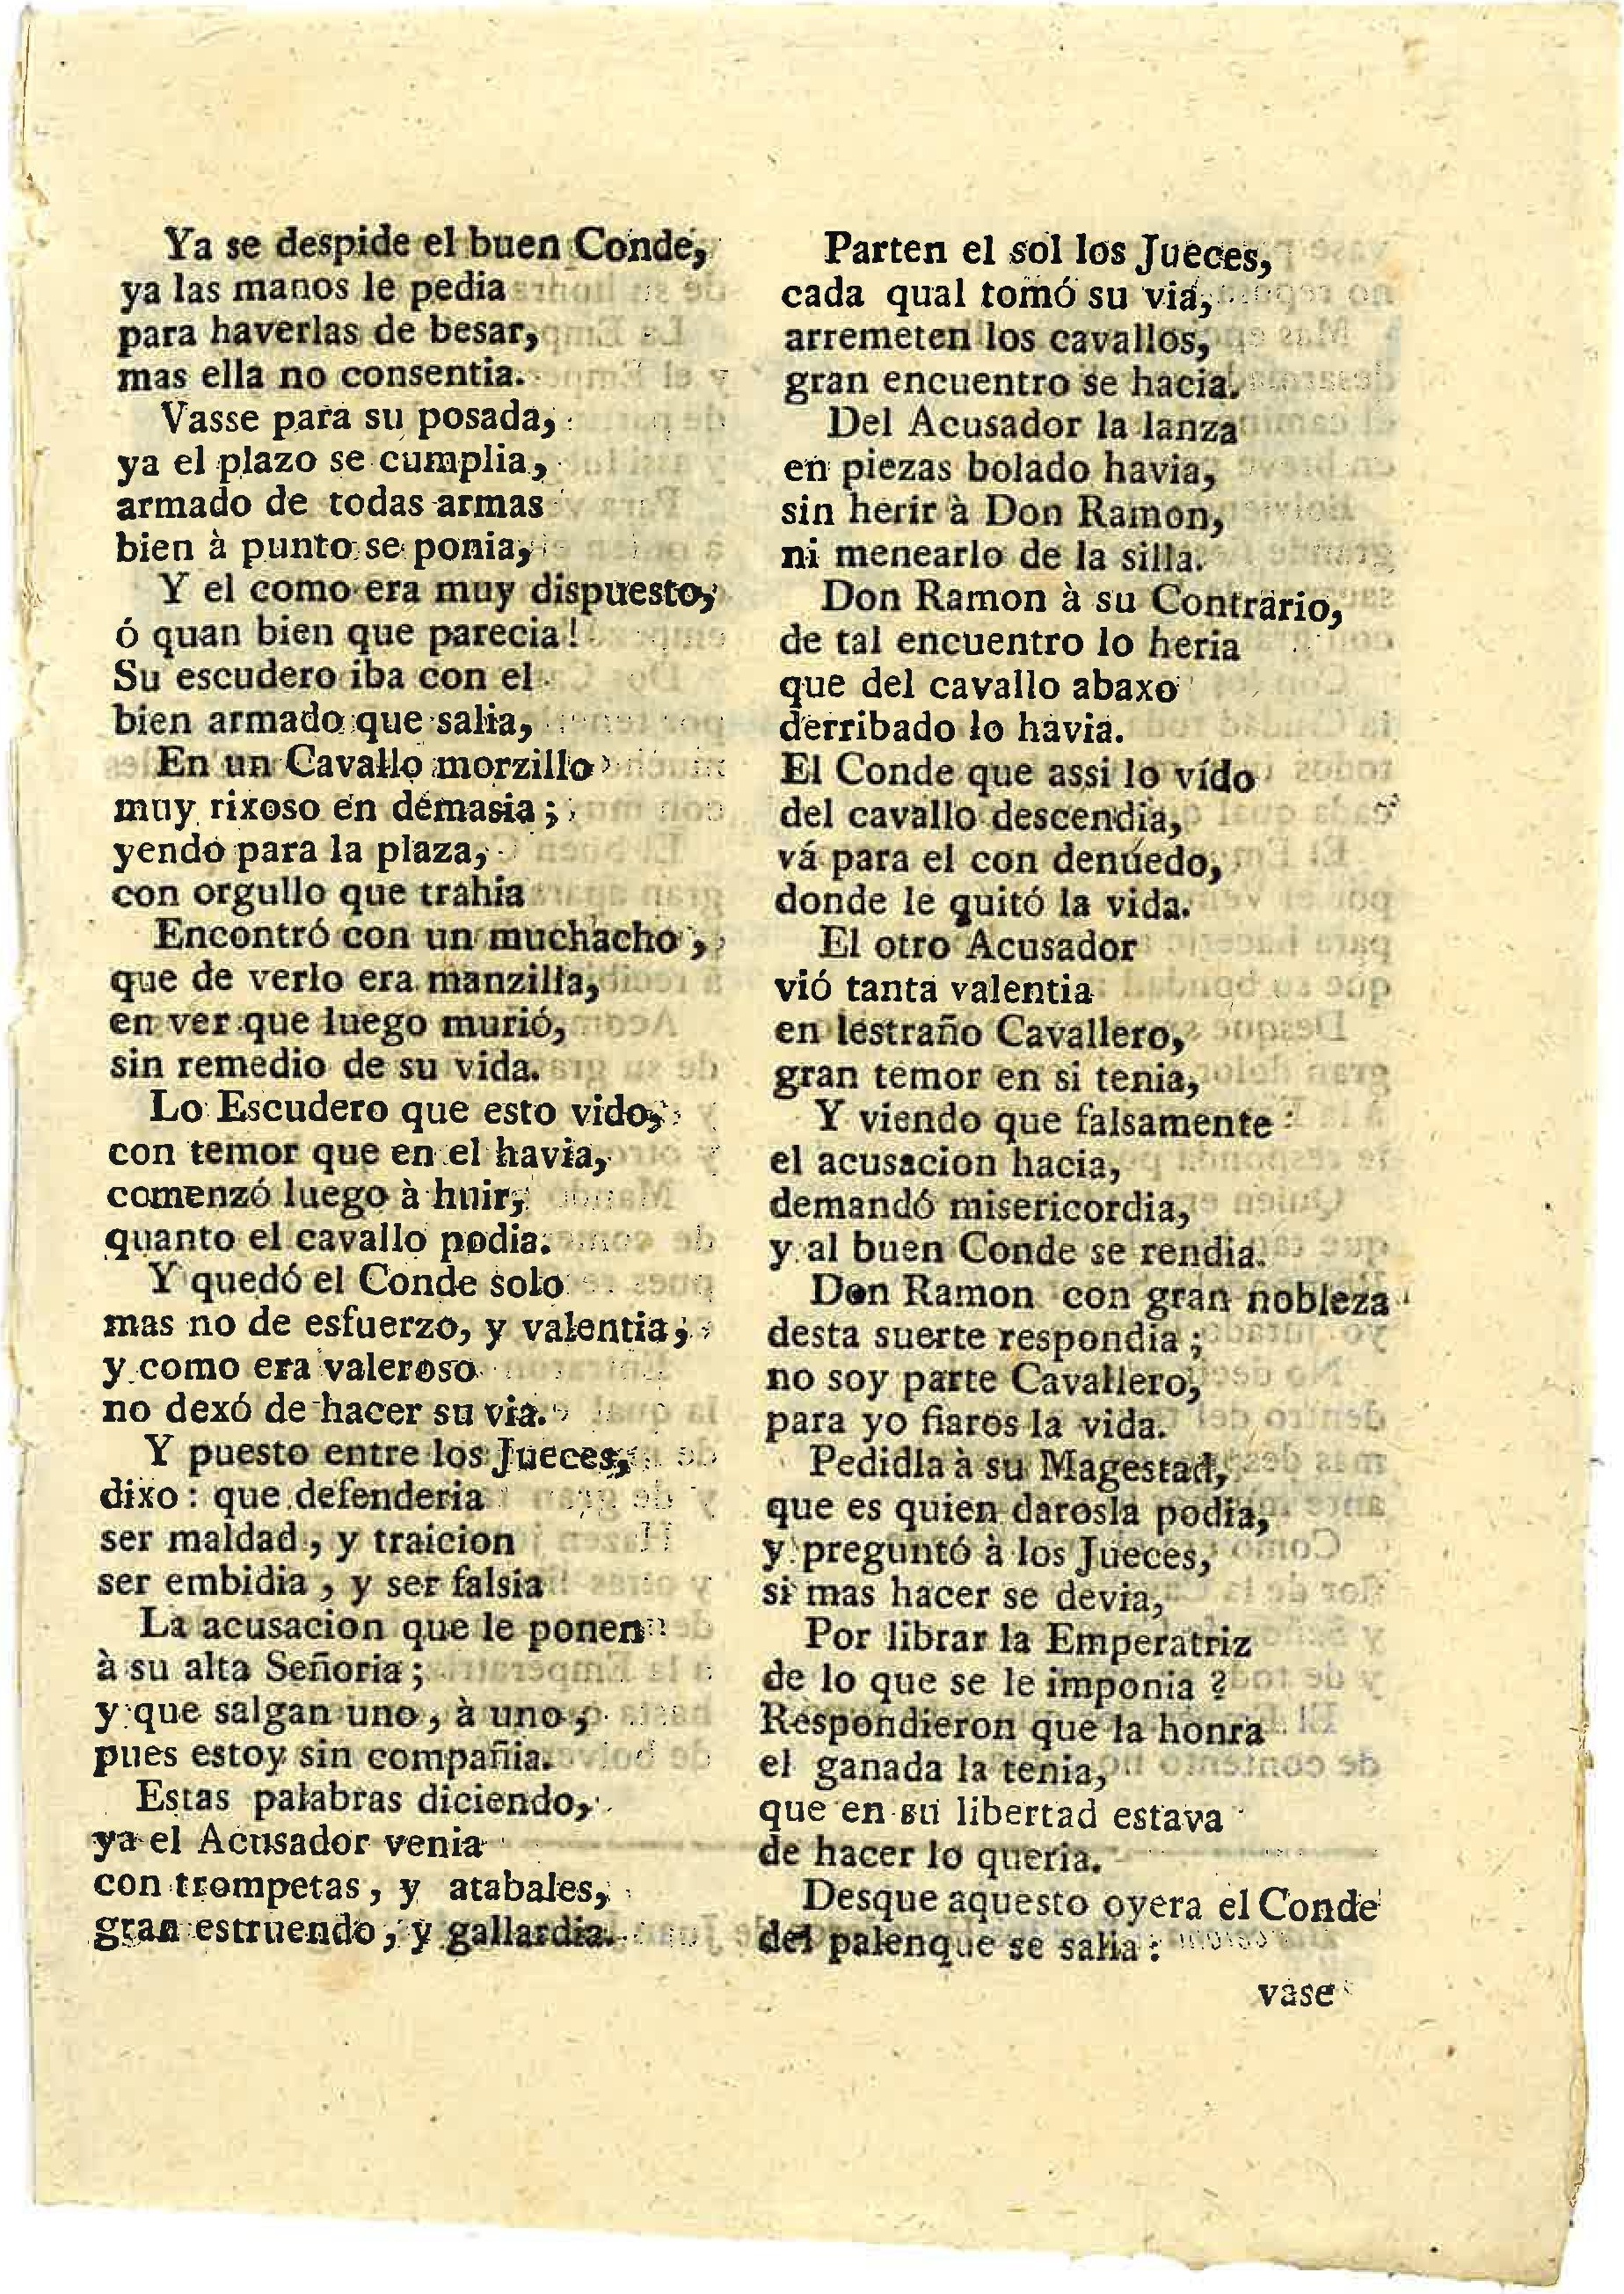 Ya se despide el buen Conde,
ya las manos le pedia
para haverlas de besar,
mas ella no consentia.
Vasse para su posada,
ya el plazo se cumplia,
armado de todas armas
bien à punto se ponia,
Y el como era muy dispuesto,
ó quan bien que parecia!
Su escudero iba con el
bien armado que salia,
En un Cavallo morzillo
muy rixoso en demasia;
yendo para la plaza,
con orgullo que trahia
Encontró con un muchacho,
que de verlo era manzilla,
en ver que luego murió,
sin remedio de su vida.
Lo Escudero que esto vido,
con temor que en el havia,
comenzó luego à huir,
quanto el cavallo podia.
Y quedó el Conde solo
mas no de esfuerzo, y valentia,
y como era valeroso
no dexó de hacer su via.
Y puesto entre los Jueces,
dixo: que defenderia
ser maldad, y traicion
ser embidia, y ser falsia
La acusacion que le ponen
à su alta Señoria;
y que salgan uno, à uno,
pues estoy sin compañia.
Estas palabras diciendo,
ya el Acusador venia
con trompetas, y atabales,
gran estruendo, y gallardia.
Parten el sol los Jueces,
cada qual tomó su via,
arremeten los cavallos,
gran encuentro se hacia.
Del Acusador la lanza
en piezas bolado havia,
sin herir à Don Ramon,
ni menearlo de la silla.
Don Ramon à su Contrario,
de tal encuentro lo heria
que del cavallo abaxo
derribado lo havia.
El Conde que assi lo vído
del cavallo descendia,
vá para el con denuedo,
donde le quitó la vida.
El otro Acusador
vió tanta valentia
en lestraño Cavallero,
gran temor en si tenia,
Y viendo que falsamente
el acusacion hacia,
demandó misericordia,
y al buen Conde se rendia.
Don Ramon con gran nobleza
desta suerte respondia;
no soy parte Cavallero,
para yo fiaros la vida.
Pedidla à su Magestad,
que es quien darosla podia,
y preguntó à los Jueces,
si mas hacer se devia,
Por librar la Emperatriz
de lo que se le imponia?
Respondieron que la honra
el ganada la tenia,
que en su libertad estava
de hacer lo queria.
Desque aquesto oyera el Conde
del palenque se salia:
vase